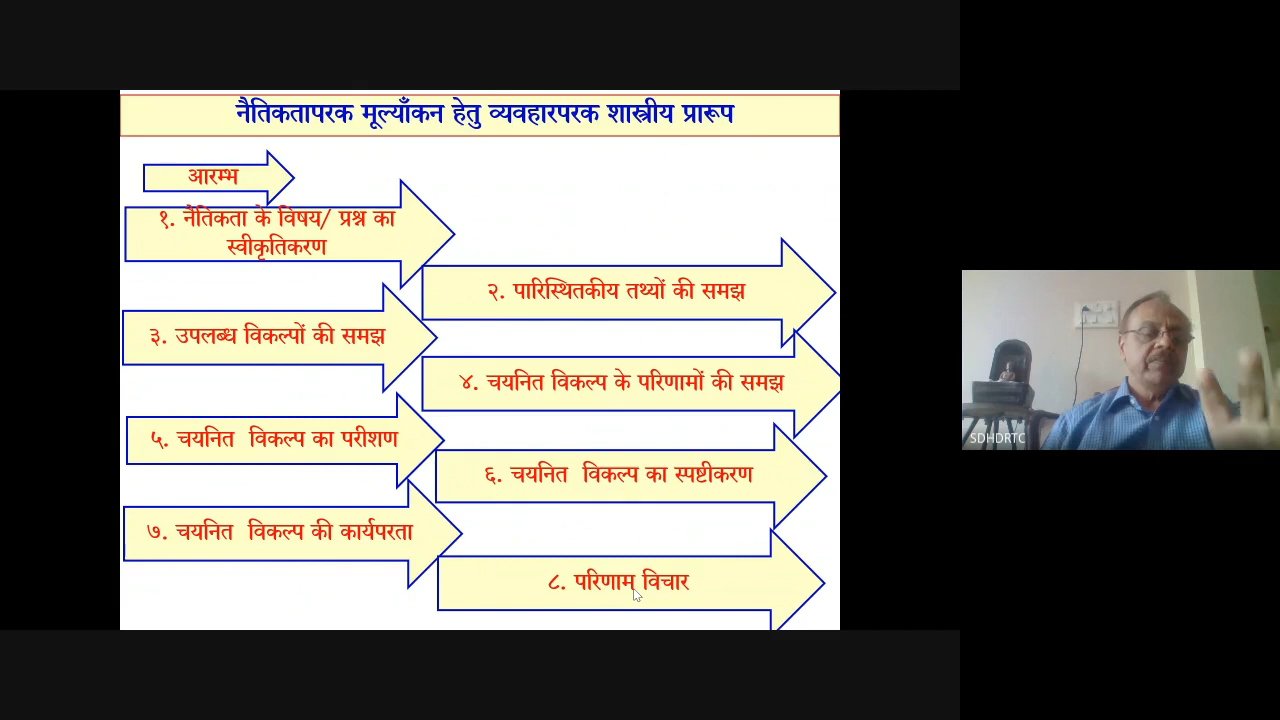 नैतिकतापरक मूल्याँकन हेतु व्यवहारपरक शास्त्रीय प्रारूप
आरम्भ
१. नैतिकता के विषय/ प्रश्न का
स्वीकृतिकरण
२. पारिस्थितकीय तथ्यों की समझ
३. उपलब्ध विकल्पों की समझ
४. चयनित विकल्प के परिणामों की समझ
५. चयनित विकल्प का परीशण
६. चयनित विकल्प का स्पष्टीकरण
७. चयनित विकल्प की कार्यपरता
८. परिणाम विचार
SDHDRTC